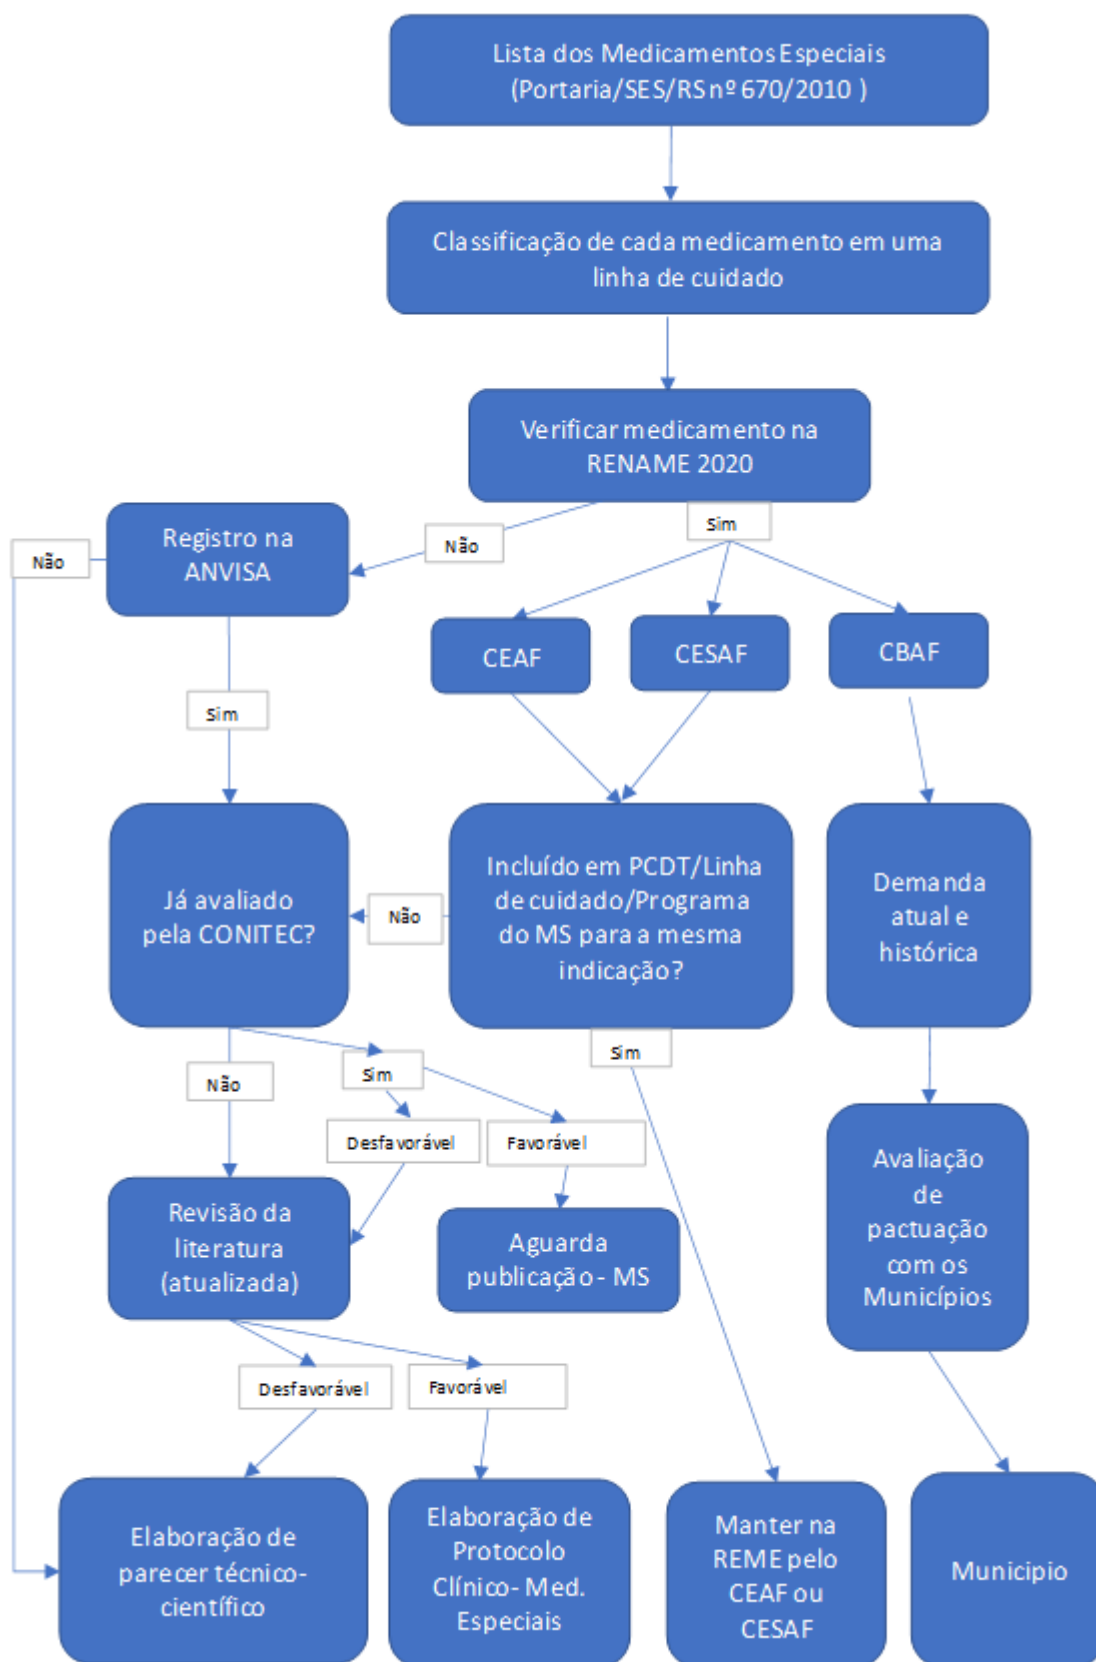 Lista dos Medicamentos Especiais
(Portaria/SES/RS nº 670/2010 )
Classificação de cada medicamento em uma
linha de cuidado
Verificar medicamento na
RENAME 2020
Registro na
ANVISA
Não
Não
Sim
CEAF
CESAF
CBAF
Sim
Já avaliado
pela CONITEC?
Não
Incluído em PCDT/Linha
de cuidado/Programa
do MS para a mesma
indicação?
Demanda
atual e
histórica
Não
Sim
Sim
Desfavorável
Favorável
Revisão da
literatura
(atualizada)
Aguarda
publicação - MS
Avaliação
de
pactuação
com os
Municípios
Desfavorável
Favorável
Elaboração de
parecer técnico-
científico
Elaboração de
Protocolo
Clínico- Med.
Especiais
Manter na
REME pelo
CEAF ou
CESAF
Municipio